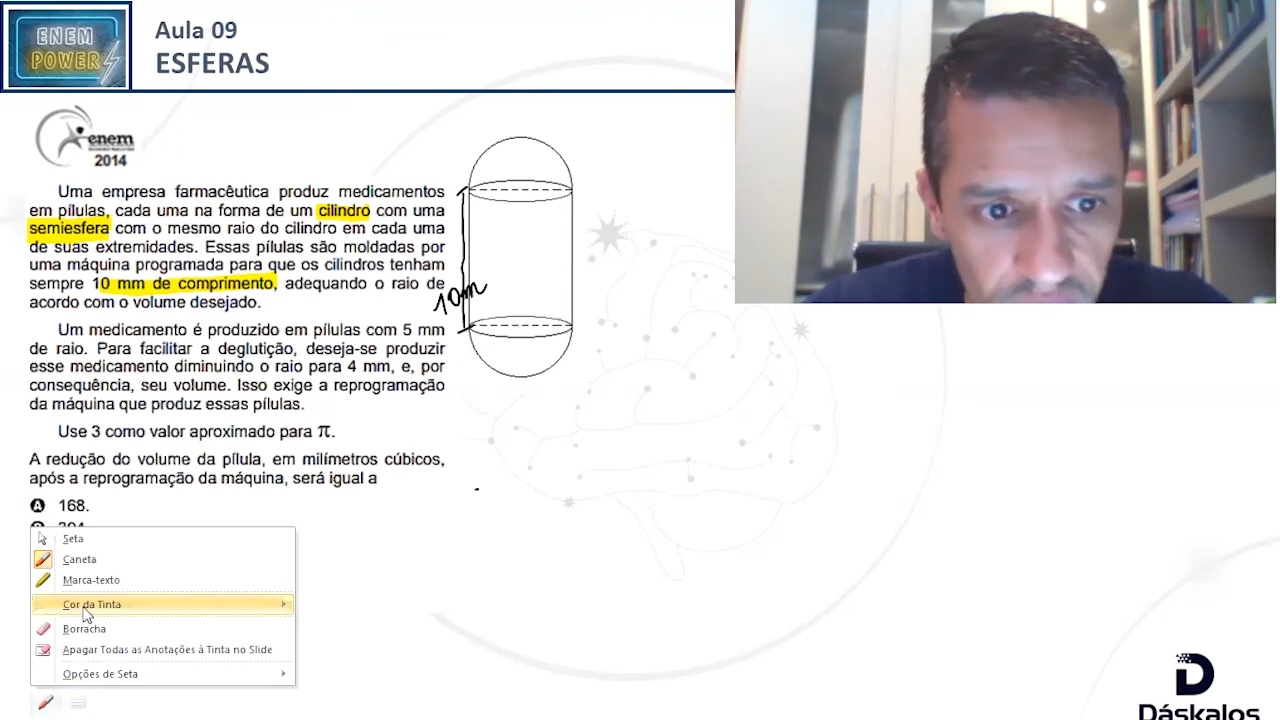 ENEM
POWER
Aula 09
ESFERAS
enem
2014
Uma empresa farmacêutica produz medicamentos
em pílulas, cada uma na forma de um cilindro com uma
semiesfera com o mesmo raio do cilindro em cada uma
de suas extremidades. Essas pílulas são moldadas por
uma máquina programada para que os cilindros tenham
sempre 10 mm de comprimento, adequando o raio de
acordo com o volume desejado.
Um medicamento é produzido em pílulas com 5 mm
de raio. Para facilitar a deglutição, deseja-se produzir
esse medicamento diminuindo o raio para 4 mm, e, por
consequência, seu volume. Isso exige a reprogramação
da máquina que produz essas pílulas.
Use 3 como valor aproximado para π.
A redução do volume da pílula, em milímetros cúbicos,
após a reprogramação da máquina, será igual a
A 168.
10m
Seta
Caneta
Marca-texto
Cor da Tinta
Borracha
Apagar Todas as Anotações à Tinta no Slide
Opções de Seta
D
Dáskalos